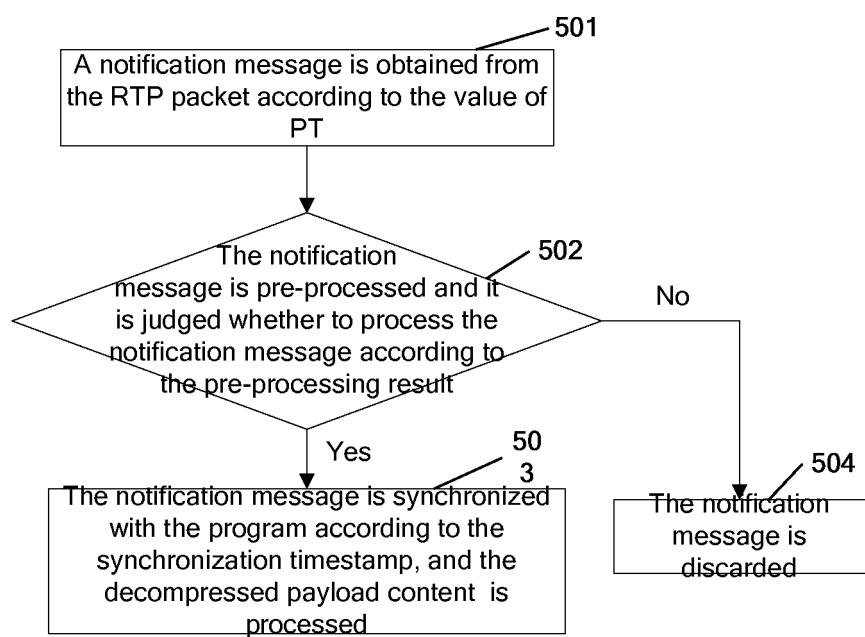 501
A notification message is obtained from
the RTP packet according to the value of
PT
502
The notification
message is pre-processed and it
is judged whether to process the
notification message according to
the pre-processing result
No
Yes
50
3
The notification message is synchronized
with the program according to the
synchronization timestamp, and the
decompressed payload content is
processed
504
The notification
message is
discarded